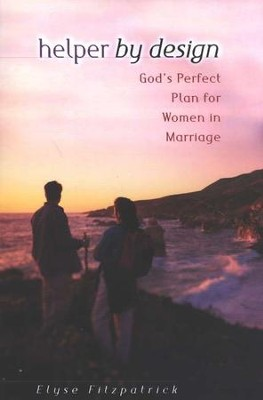 helper by design
God's Perfect
Plan for
Women in
Marriage
Elyse Fitzpatrick